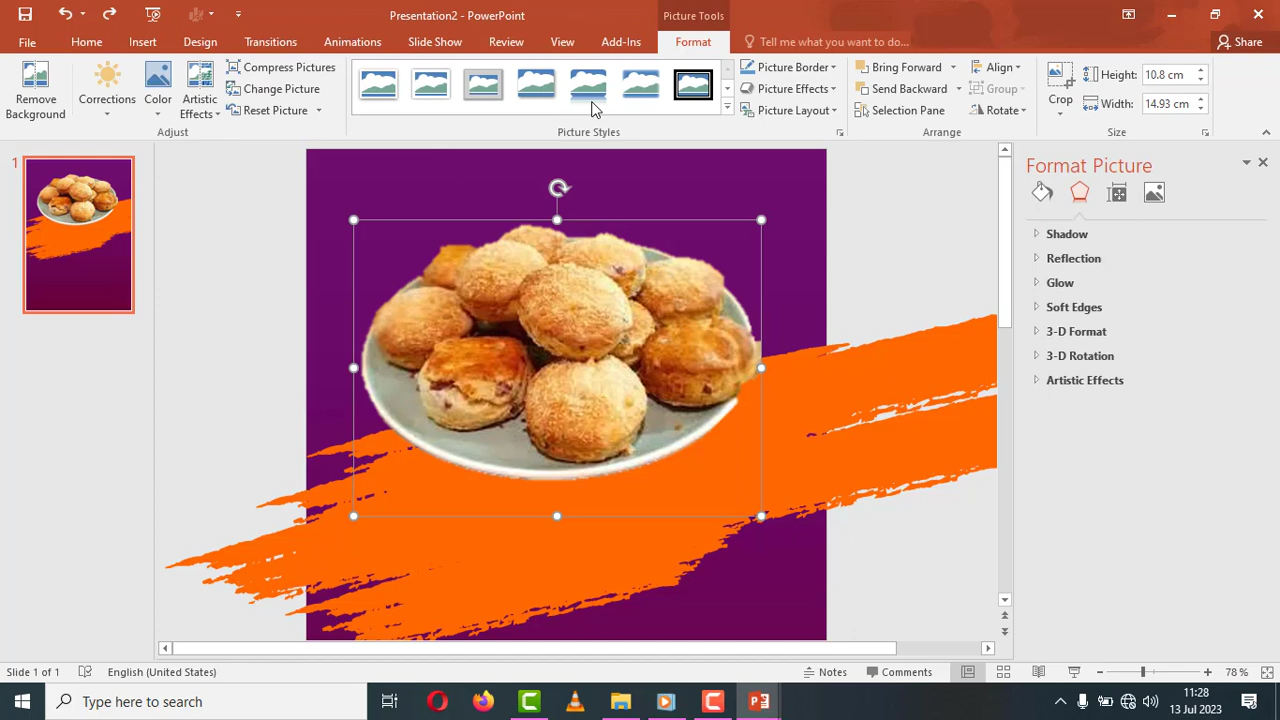 Presentation2 - PowerPoint
Picture Tools
File
Home
Insert
Design
Transitions
Animations
Slide Show
Review
View
Add-Ins
Format
Tell me what you want to do...
Share
Remove
Background
Corrections
Color
Artistic
Effects
Compress Pictures
Change Picture
Reset Picture
Adjust
Picture Styles
Picture Border
Picture Effects
Picture Layout
Bring Forward
Send Backward
Selection Pane
Align
Group
Rotate
Arrange
Crop
Height: 10.8 cm
Width: 14.93 cm
Size
1
Format Picture
Shadow
Reflection
Glow
Soft Edges
3-D Format
3-D Rotation
Artistic Effects
Slide 1 of 1
English (United States)
Notes
Comments
78 %
Type here to search
11:28
13 Jul 2023